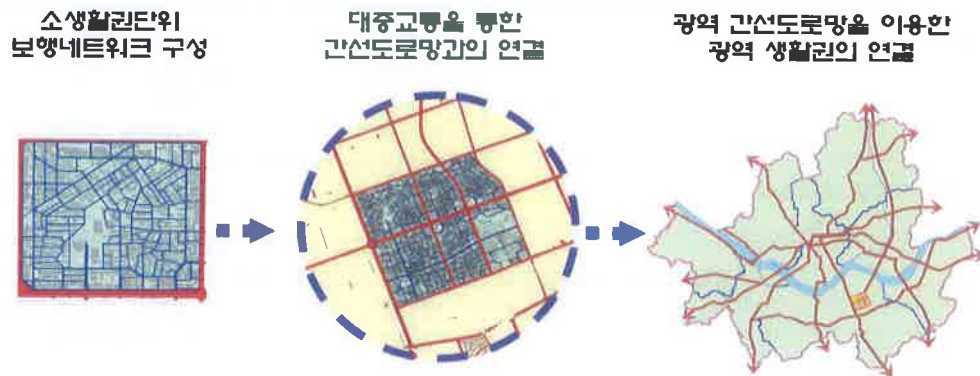 소생활권단위
보행네트워크 구성
대중교통을 통한
간선도로망과의 연결
광역 간선도로망을 이용한
광역 생활권의 연결